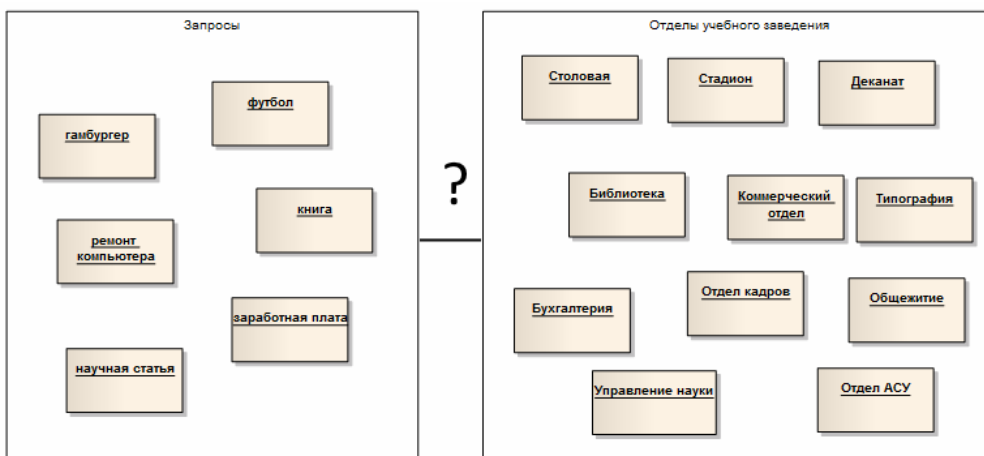 Запросы
футбол
гамбургер
книга
ремонт
компьютера
заработная плата
научная статья
?
Отделы учебного заведения
Столовая
Стадион
Деканат
Библиотека
Коммерческий
отдел
Типография
Бухгалтерия
Отдел кадров
Общежитие
Управление науки
Отдел АСУ